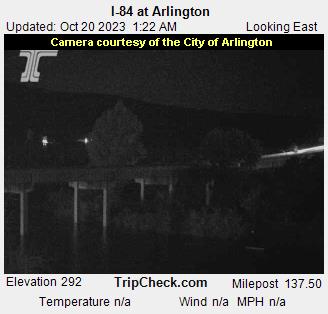 I-84 at Arlington
Updated: Oct 20 2023 1:22 AM Looking East
Camera courtesy of the City of Arlington
Elevation 292 TripCheck.com Milepost 137.50
Temperature n/a Wind n/a MPH n/a